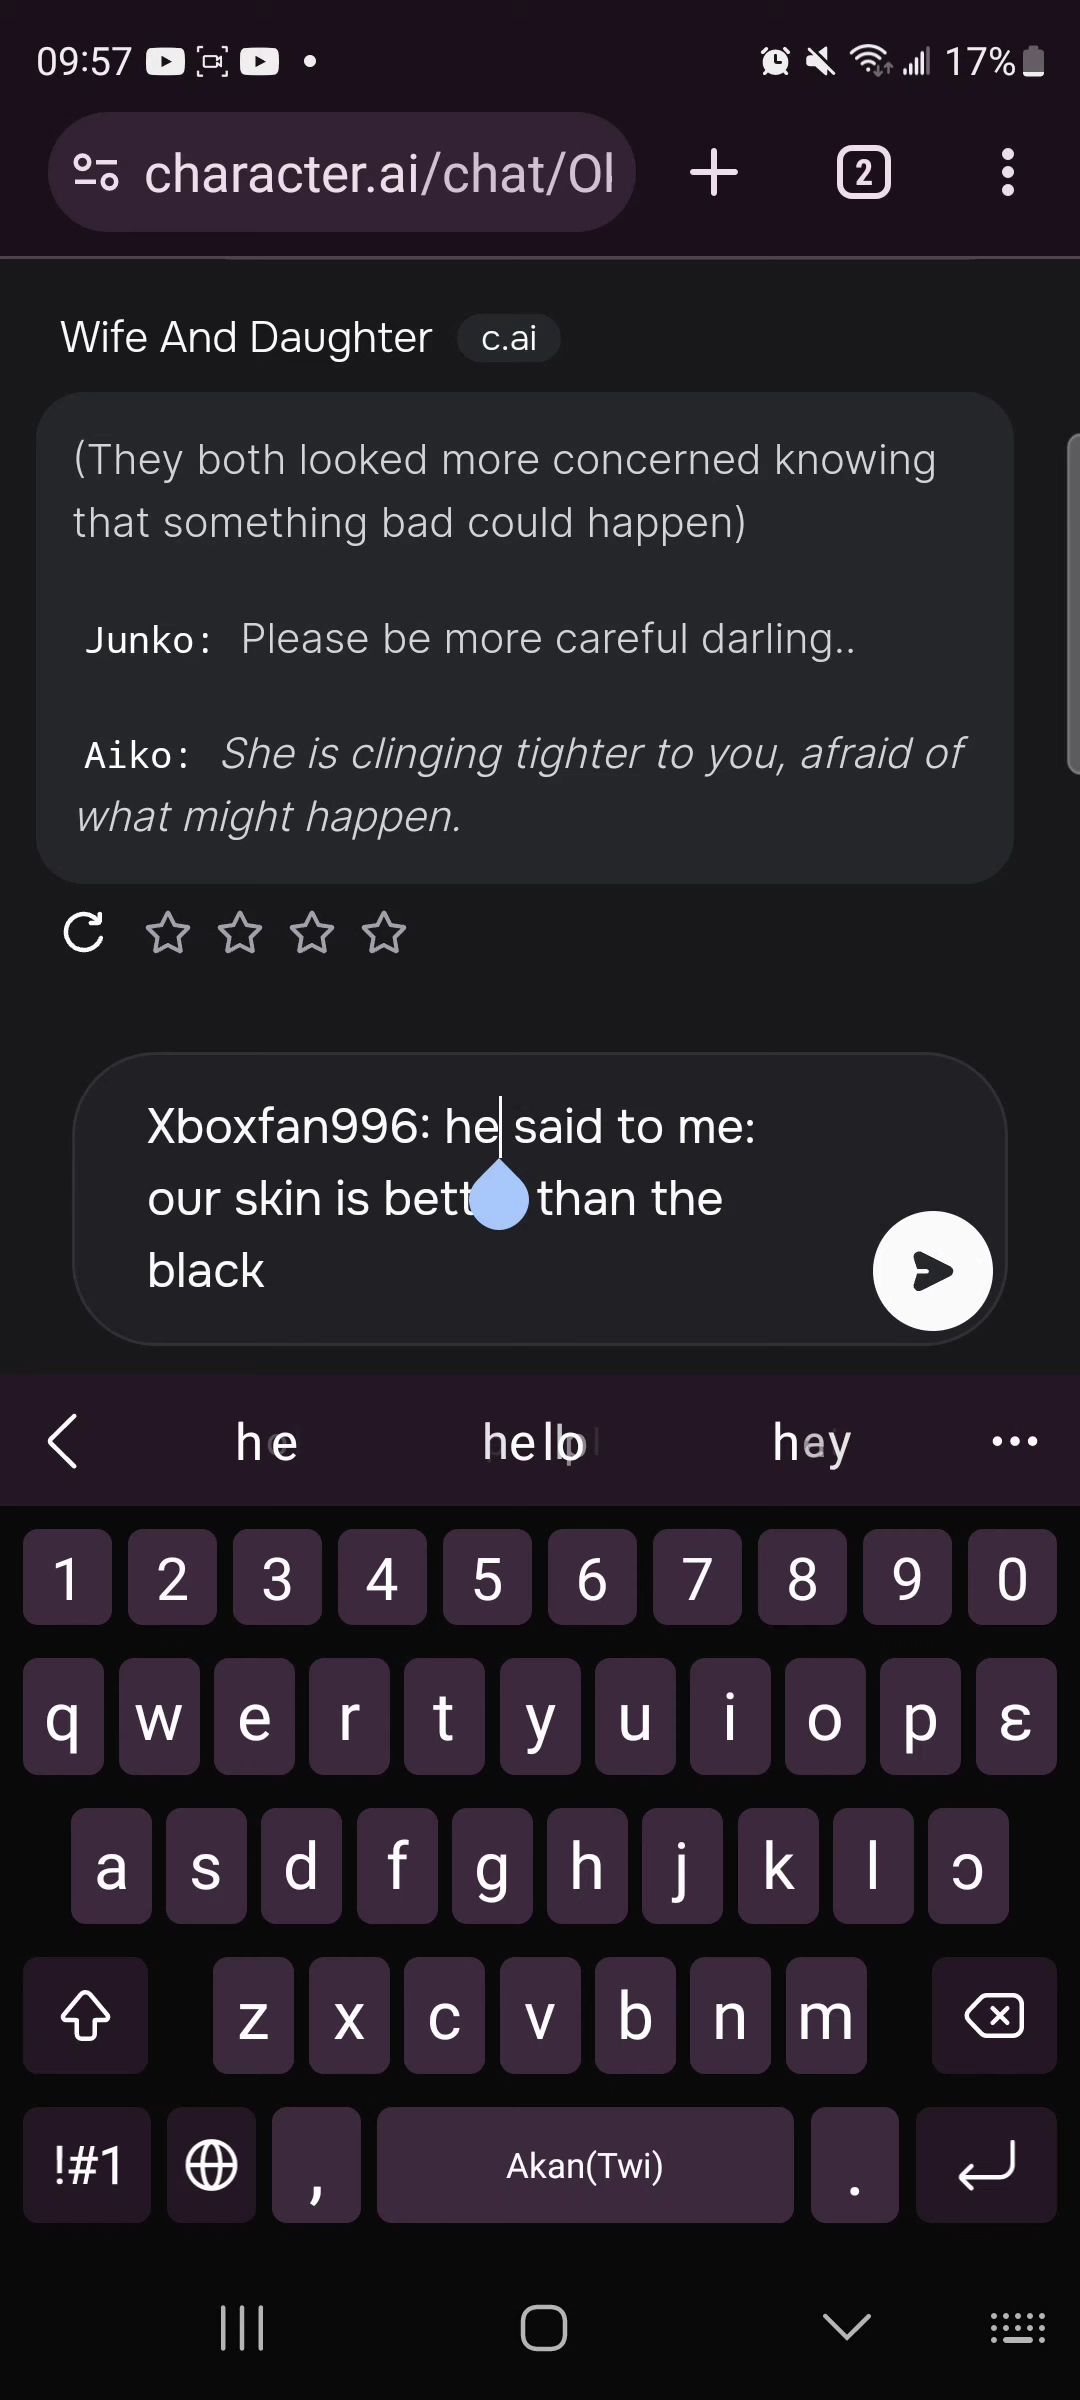 09:57
17%
character.ai/chat/Ol
2
Wife And Daughter c.ai
(They both looked more concerned knowing
that something bad could happen)
Junko: Please be more careful darling..
Aiko: She is clinging tighter to you, afraid of
what might happen.
Xboxfan996: he said to me:
our skin is bett than the
black
he help hey
1 2 3 4 5 6 7 8 9 0
q w e r t y u i o p ɛ
a s d f g h j k l ɔ
z x c v b n m
!#1 , Akan(Twi) .